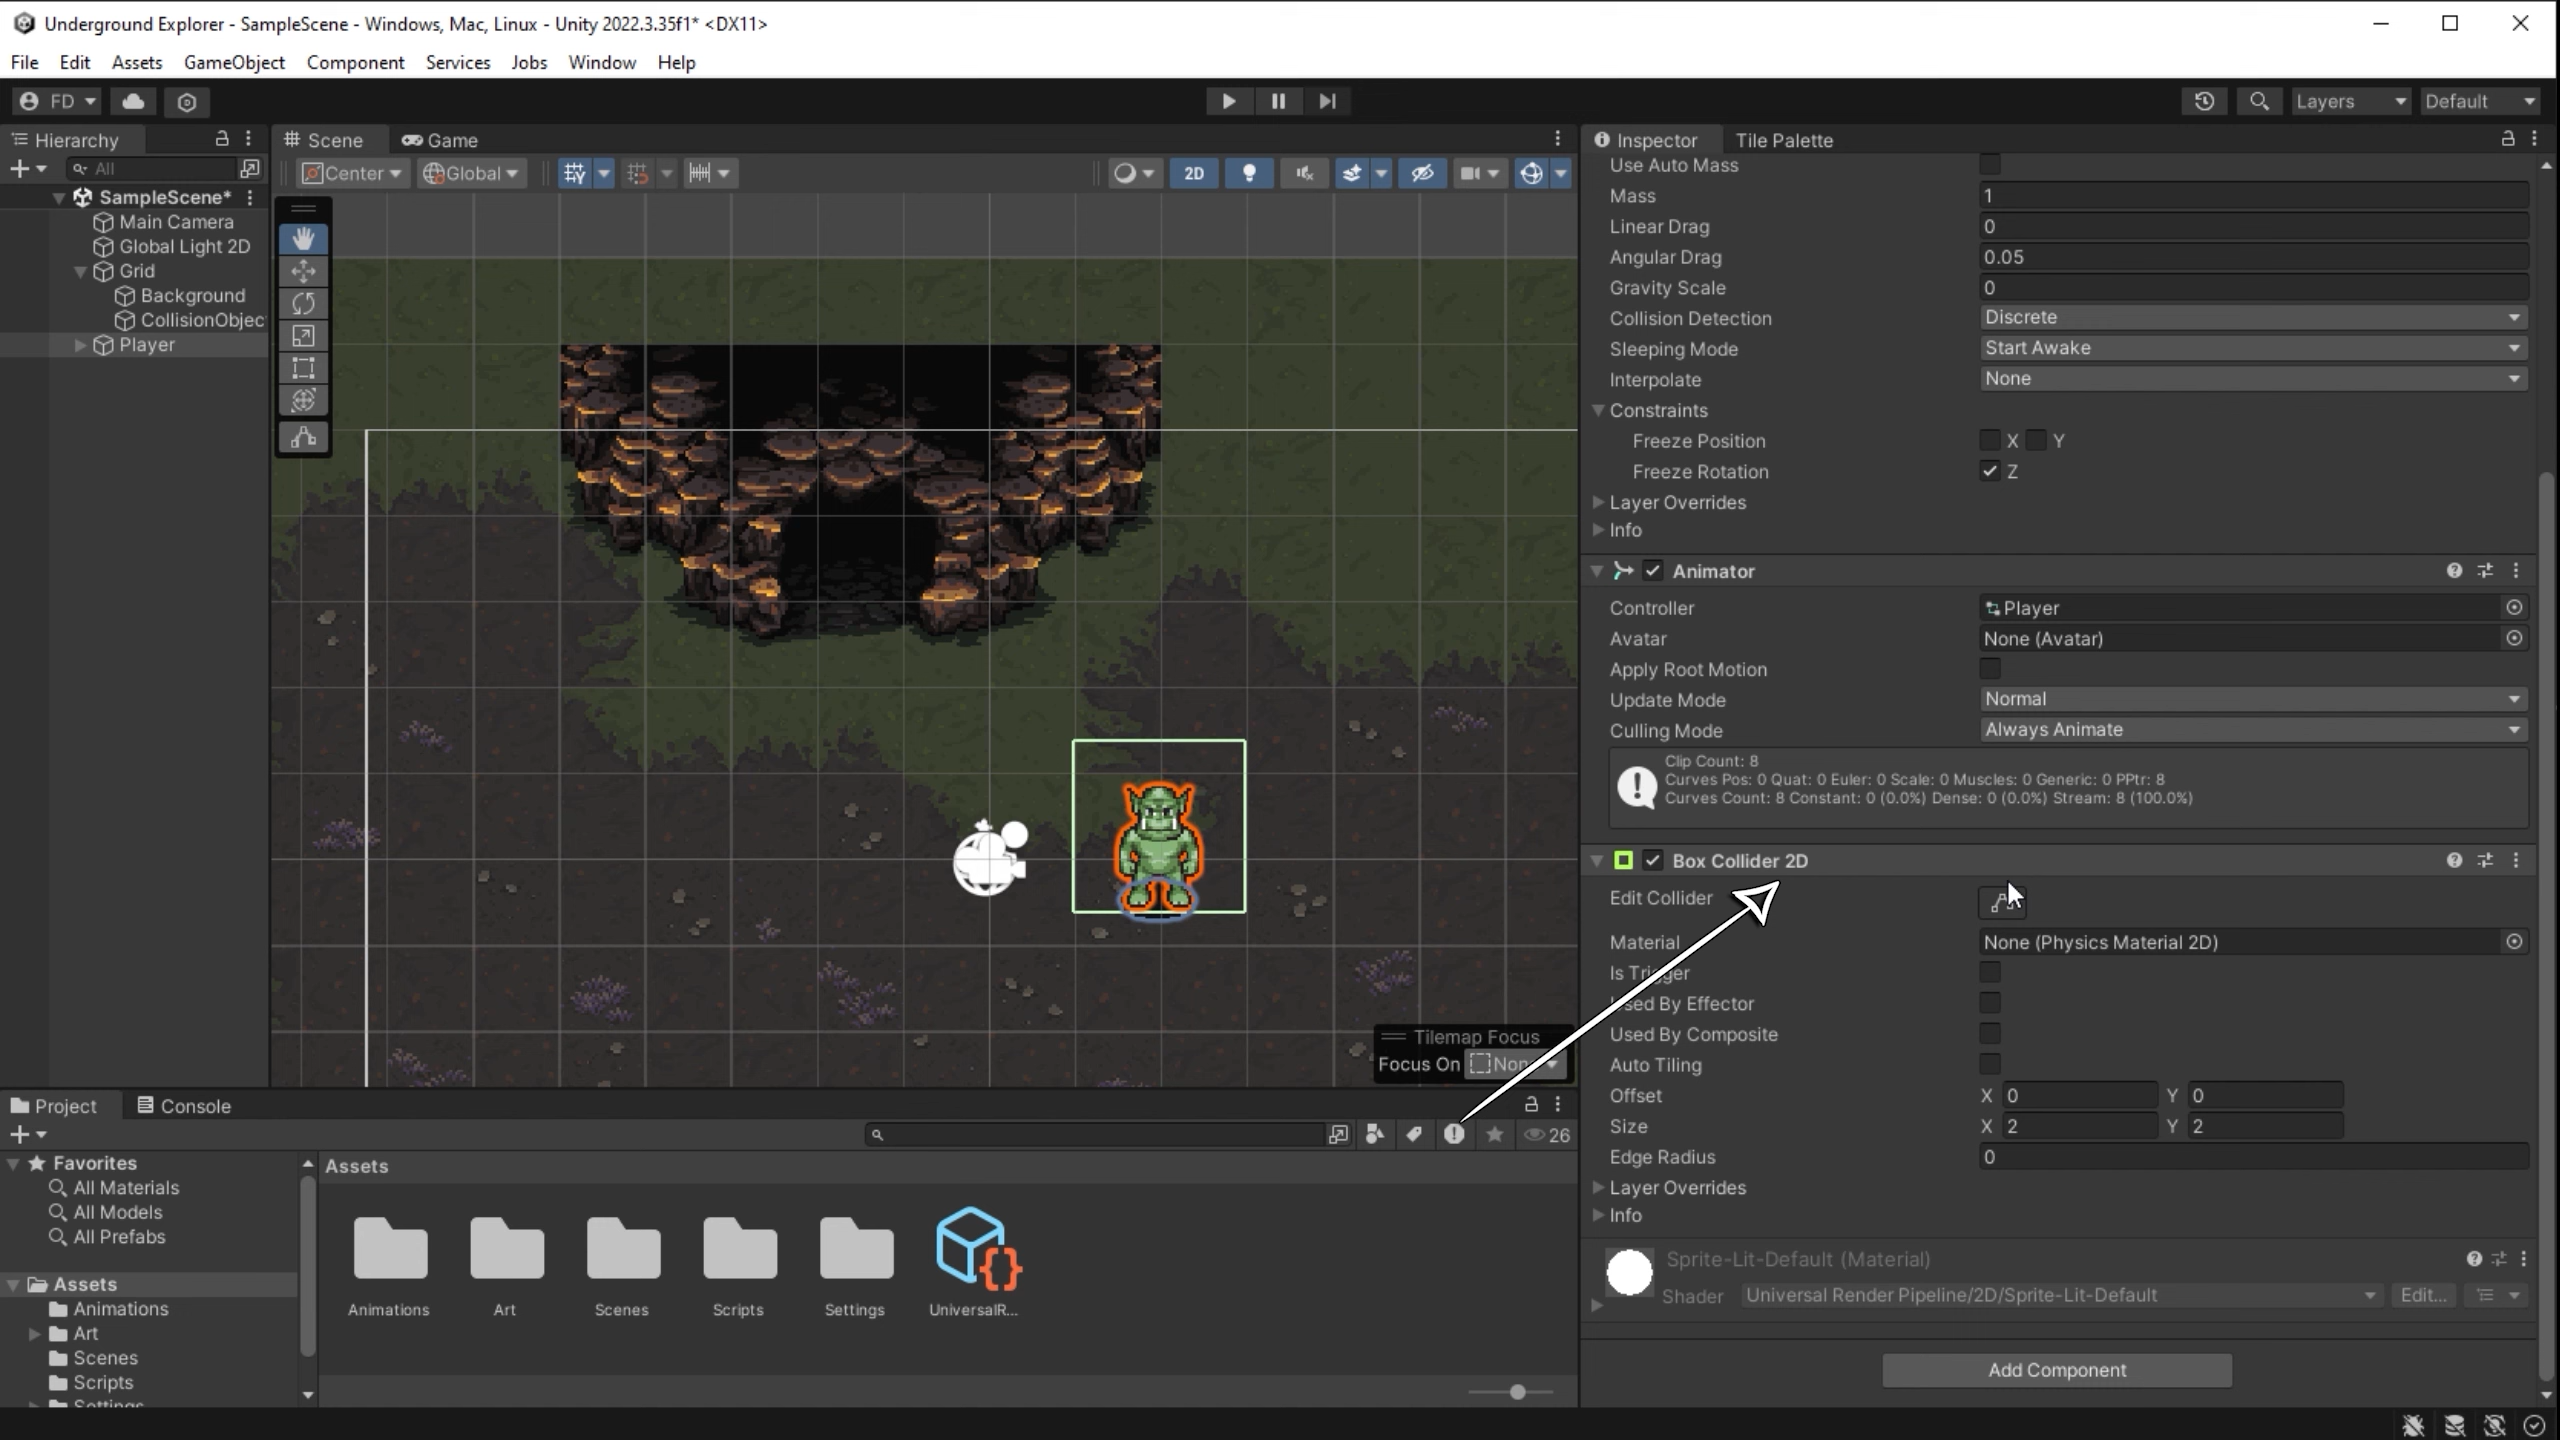 Underground Explorer - SampleScene - Windows, Mac, Linux - Unity 2022.3.35f1* <DX11>
File Edit Assets GameObject Component Services Jobs Window Help
FD
Layers Default
Hierarchy
All
SampleScene*
Main Camera
Global Light 2D
Grid
Background
CollisionObjec
Player
Scene Game
Center Global 2D
Tilemap Focus
Focus On
Inspector Tile Palette
Use Auto Mass
Mass 1
Linear Drag 0
Angular Drag 0.05
Gravity Scale 0
Collision Detection Discrete
Sleeping Mode Start Awake
Interpolate None
Constraints
Freeze Position X Y
Freeze Rotation Z
Layer Overrides
Info
Animator
Controller Player
Avatar None (Avatar)
Apply Root Motion
Update Mode Normal
Culling Mode Always Animate
Clip Count: 8
Curves Pos: 0 Quat: 0 Euler: 0 Scale: 0 Muscles: 0 Generic: 0 PPtr: 8
Curves Count: 8 Constant: 0 (0.0%) Dense: 0 (0.0%) Stream: 8 (100.0%)
Box Collider 2D
Edit Collider
Material None (Physics Material 2D)
Is Trigger
Used By Effector
Used By Composite
Auto Tiling
Offset X 0 Y 0
Size X 2 Y 2
Edge Radius 0
Layer Overrides
Info
Sprite-Lit-Default (Material)
Shader Universal Render Pipeline/2D/Sprite-Lit-Default Edit...
Add Component
Project Console
26
Favorites
All Materials
All Models
All Prefabs
Assets
Animations
Art
Scenes
Scripts
Assets
Animations Art Scenes Scripts Settings UniversalR...